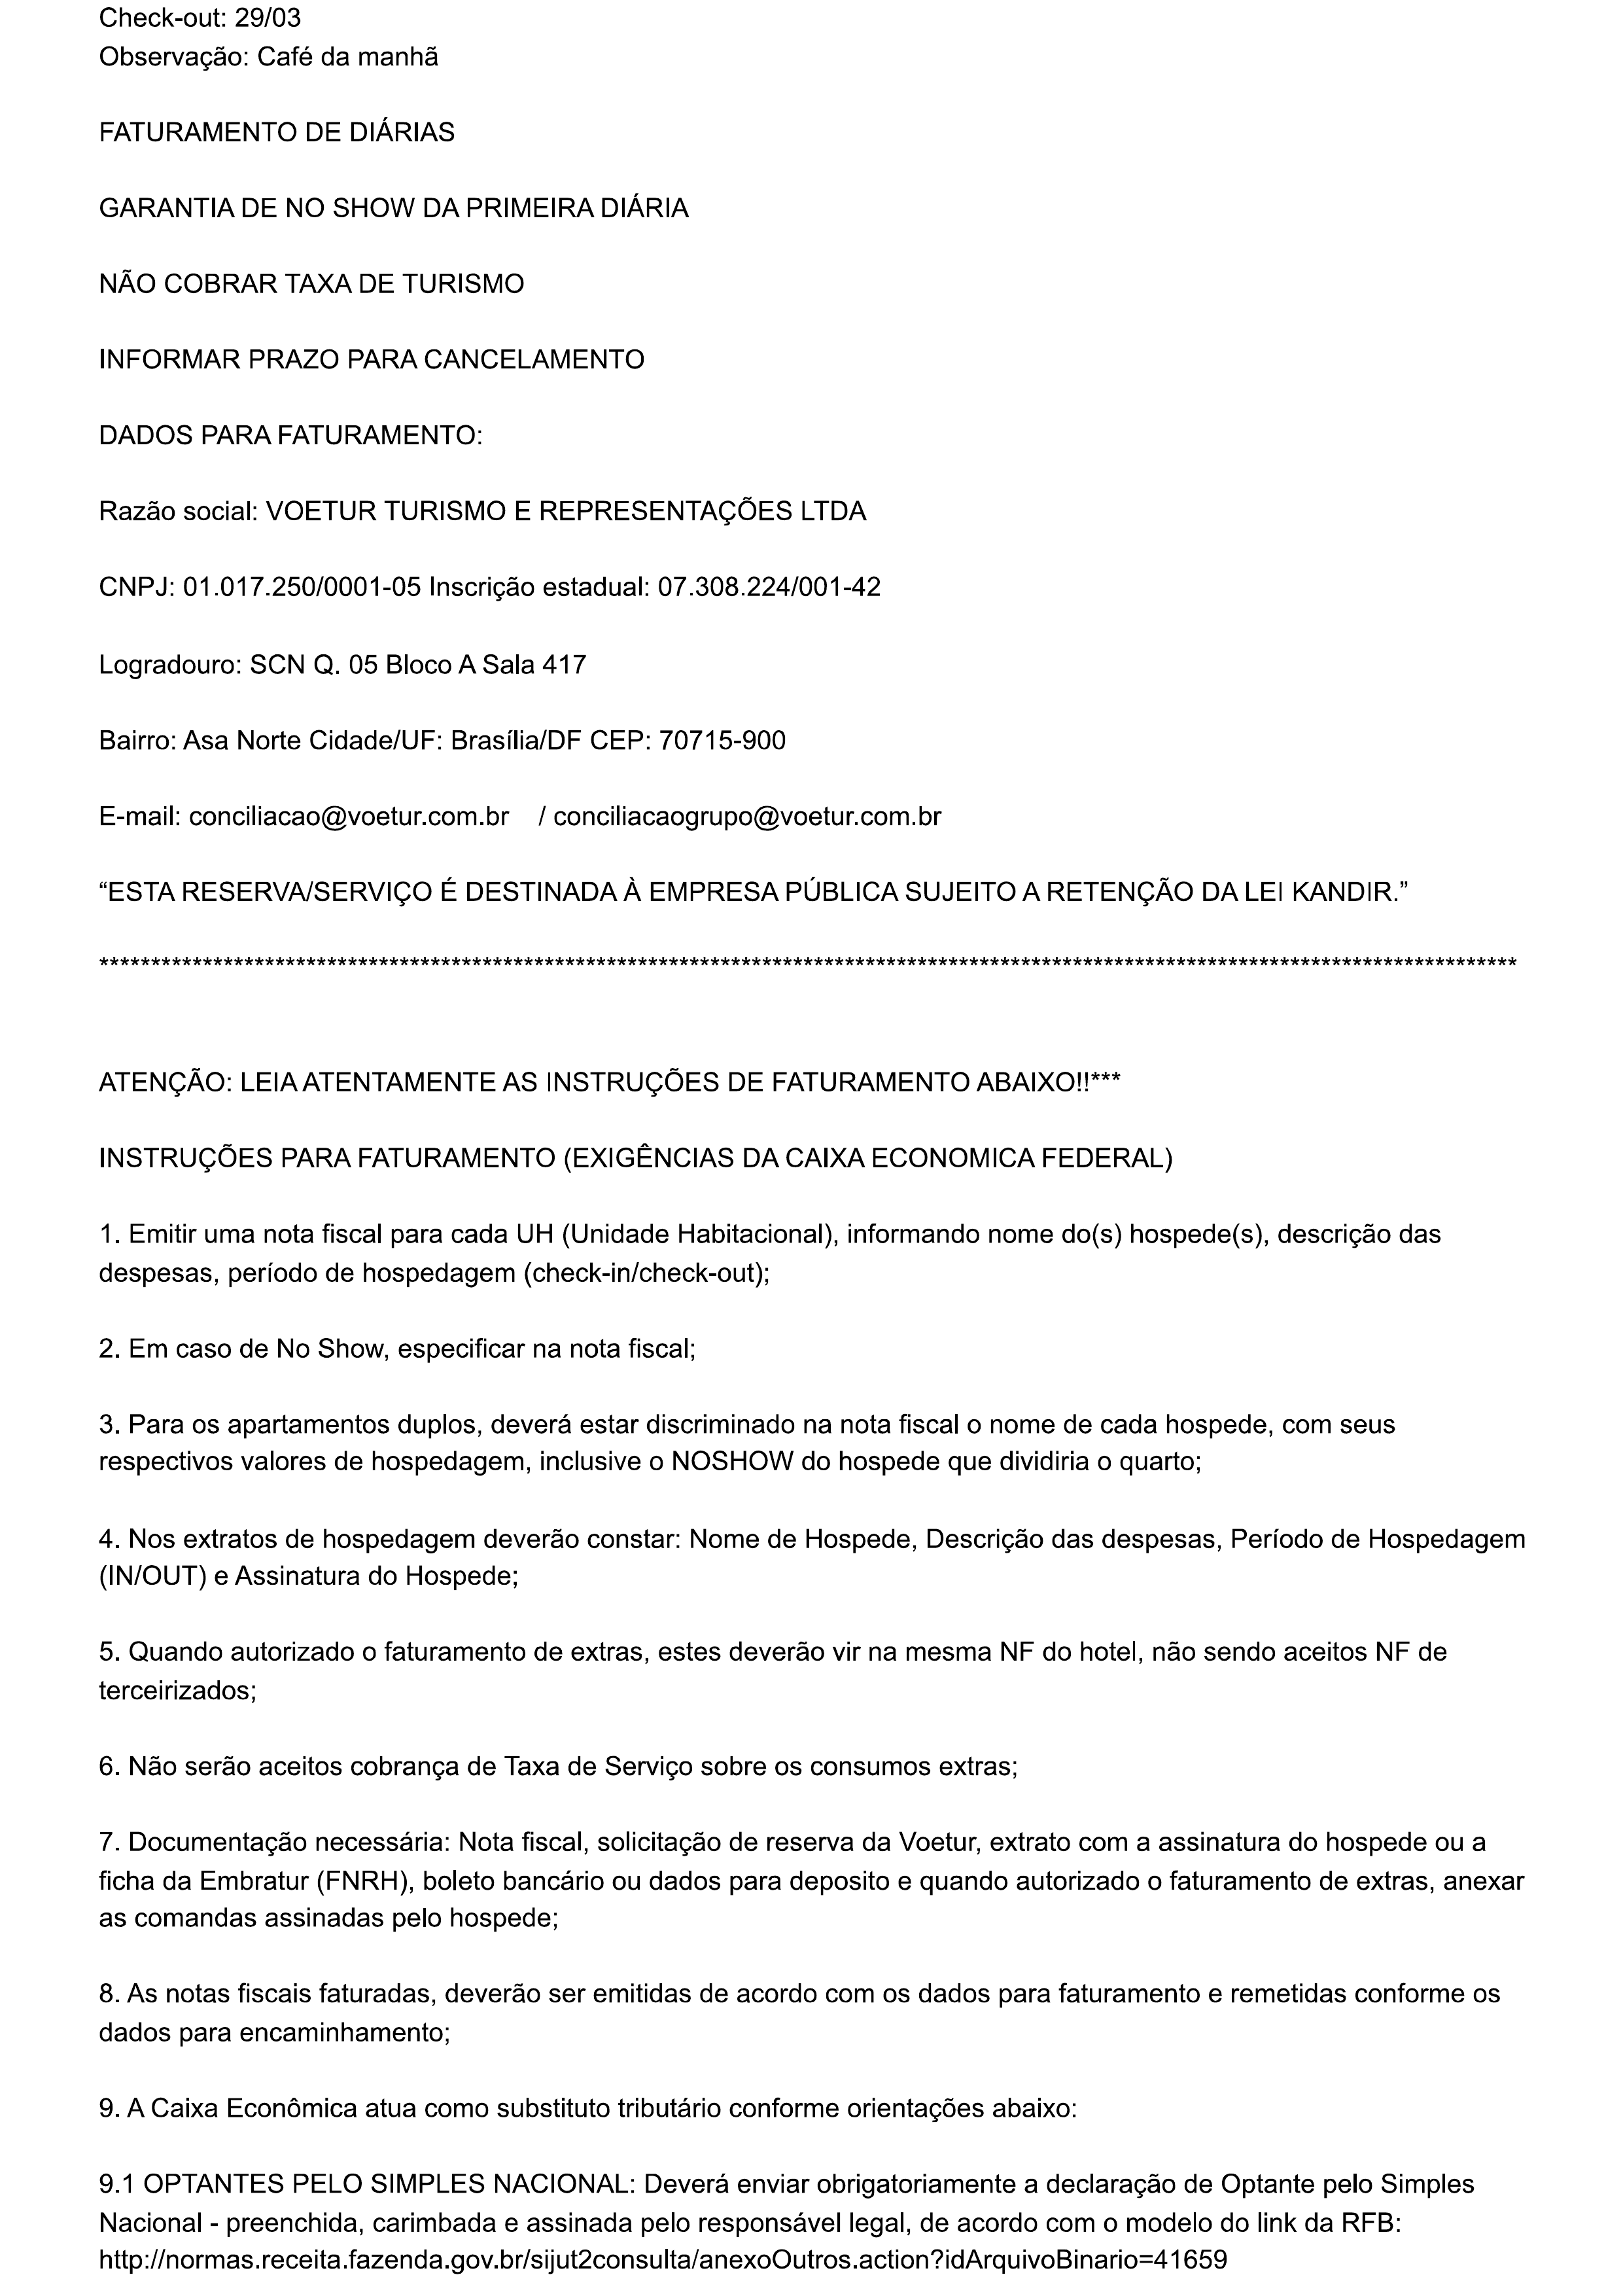 Check-out: 29/03
Observação: Café da manhã
FATURAMENTO DE DIÁRIAS
GARANTIA DE NO SHOW DA PRIMEIRA DIÁRIA
NÃO COBRAR TAXA DE TURISMO
INFORMAR PRAZO PARA CANCELAMENTO
DADOS PARA FATURAMENTO:
Razão social: VOETUR TURISMO E REPRESENTAÇÕES LTDA
CNPJ: 01.017.250/0001-05 Inscrição estadual: 07.308.224/001-42
Logradouro: SCN Q. 05 Bloco A Sala 417
Bairro: Asa Norte Cidade/UF: Brasília/DF CEP: 70715-900
E-mail: conciliacao@voetur.com.br / conciliacaogrupo@voetur.com.br
“ESTA RESERVA/SERVIÇO É DESTINADA À EMPRESA PÚBLICA SUJEITO A RETENÇÃO DA LEI KANDIR.”
*****************************************************************************************************************************************
ATENÇÃO: LEIA ATENTAMENTE AS INSTRUÇÕES DE FATURAMENTO ABAIXO!!***
INSTRUÇÕES PARA FATURAMENTO (EXIGÊNCIAS DA CAIXA ECONOMICA FEDERAL)
1. Emitir uma nota fiscal para cada UH (Unidade Habitacional), informando nome do(s) hospede(s), descrição das
despesas, período de hospedagem (check-in/check-out);
2. Em caso de No Show, especificar na nota fiscal;
3. Para os apartamentos duplos, deverá estar discriminado na nota fiscal o nome de cada hospede, com seus
respectivos valores de hospedagem, inclusive o NOSHOW do hospede que dividiria o quarto;
4. Nos extratos de hospedagem deverão constar: Nome de Hospede, Descrição das despesas, Período de Hospedagem
(IN/OUT) e Assinatura do Hospede;
5. Quando autorizado o faturamento de extras, estes deverão vir na mesma NF do hotel, não sendo aceitos NF de
terceirizados;
6. Não serão aceitos cobrança de Taxa de Serviço sobre os consumos extras;
7. Documentação necessária: Nota fiscal, solicitação de reserva da Voetur, extrato com a assinatura do hospede ou a
ficha da Embratur (FNRH), boleto bancário ou dados para deposito e quando autorizado o faturamento de extras, anexar
as comandas assinadas pelo hospede;
8. As notas fiscais faturadas, deverão ser emitidas de acordo com os dados para faturamento e remetidas conforme os
dados para encaminhamento;
9. A Caixa Econômica atua como substituto tributário conforme orientações abaixo:
9.1 OPTANTES PELO SIMPLES NACIONAL: Deverá enviar obrigatoriamente a declaração de Optante pelo Simples
Nacional - preenchida, carimbada e assinada pelo responsável legal, de acordo com o modelo do link da RFB:
http://normas.receita.fazenda.gov.br/sijut2consulta/anexoOutros.action?idArquivoBinario=41659